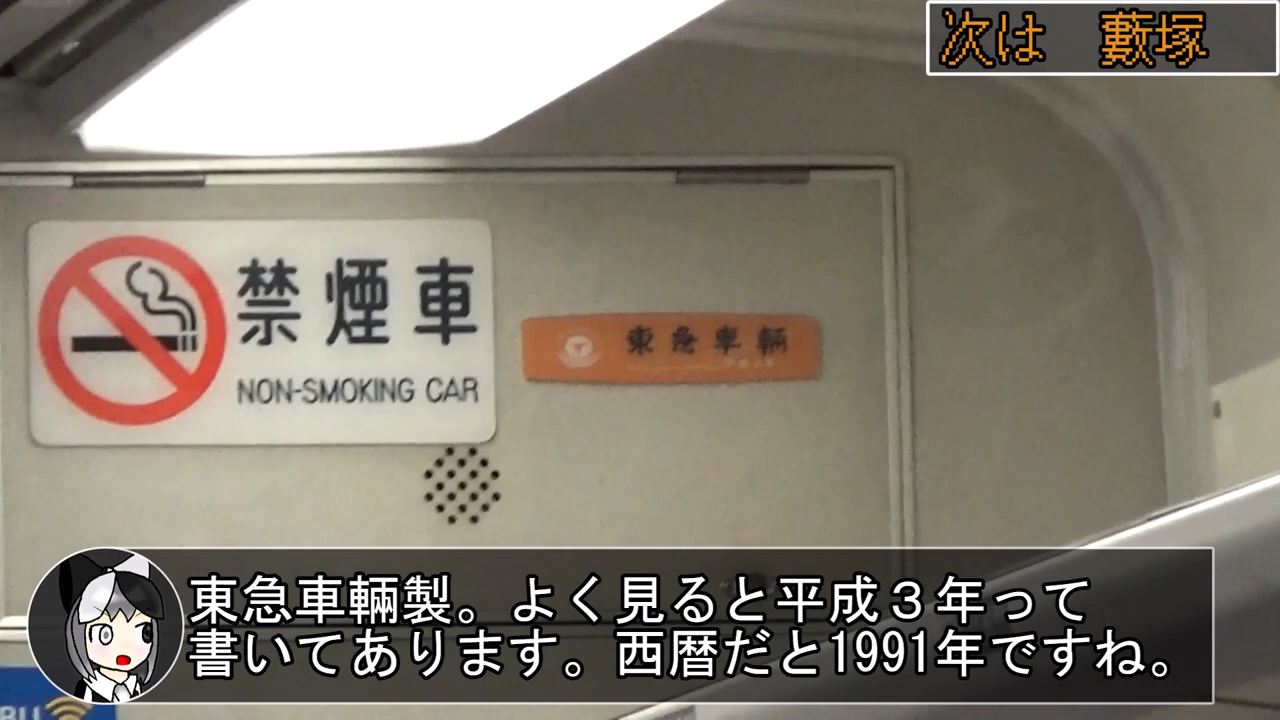 次は 藪塚
禁煙車
NON-SMOKING CAR
東急車輛
東急車輛製。よく見ると平成３年って
書いてあります。西暦だと1991年ですね。